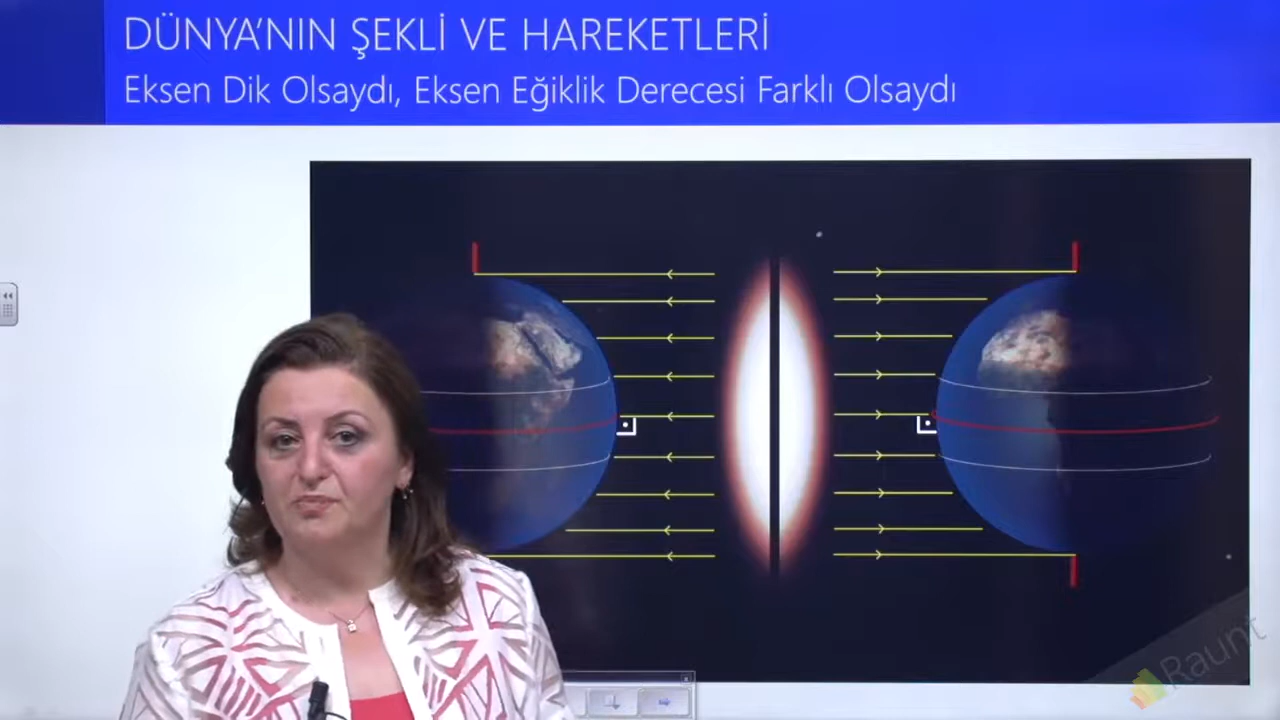 DÜNYA'NIN ŞEKLİ VE HAREKETLERİ
Eksen Dik Olsaydı, Eksen Eğiklik Derecesi Farklı Olsaydı
Raunt